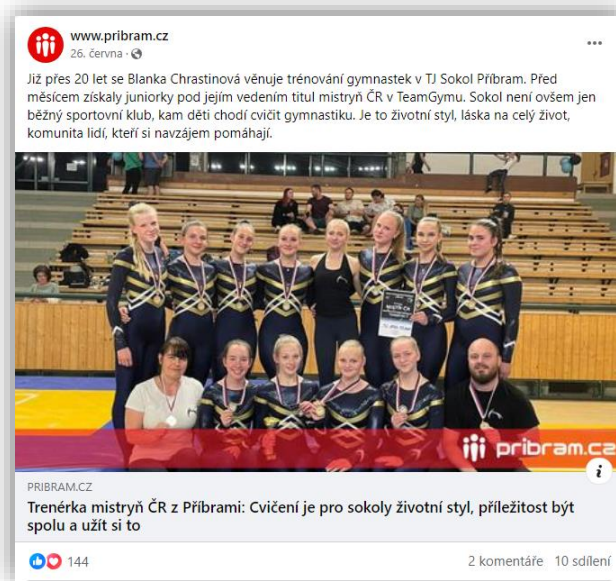 www.pribram.cz
26. června ·
Již přes 20 let se Blanka Chrastinová věnuje trénování gymnastek v TJ Sokol Příbram. Před
měsícem získaly juniorky pod jejím vedením titul mistryň ČR v TeamGymu. Sokol není ovšem jen
běžný sportovní klub, kam děti chodí cvičit gymnastiku. Je to životní styl, láska na celý život,
komunita lidí, kteří si navzájem pomáhají.
MISTR ČR
pribram.cz
PRIBRAM.CZ
Trenérka mistryň ČR z Příbrami: Cvičení je pro sokoly životní styl, příležitost být
spolu a užít si to
144
2 komentáře 10 sdílení